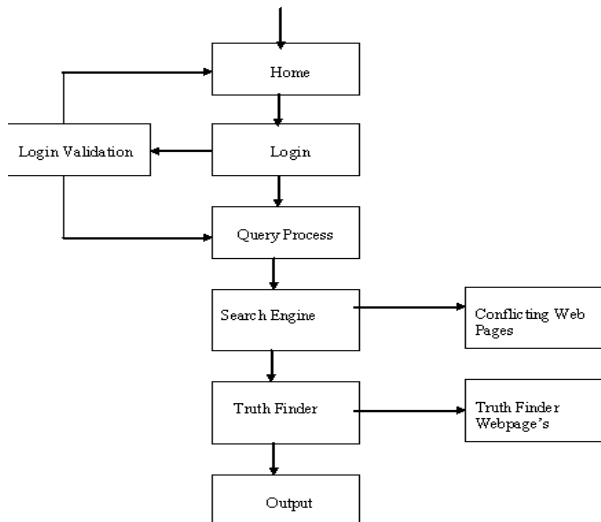 Home
Login Validation
Login
Query Process
Search Engine
Conflicting Web
Pages
Truth Finder
Truth Finder
Webpage's
Output